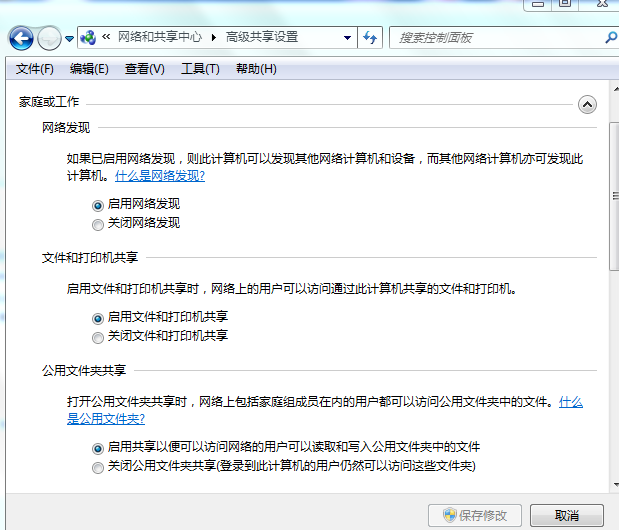 « 网络和共享中心 ▸ 高级共享设置
搜索控制面板
文件(F) 编辑(E) 查看(V) 工具(T) 帮助(H)
家庭或工作
网络发现
如果已启用网络发现，则此计算机可以发现其他网络计算机和设备，而其他网络计算机亦可发现此
计算机。什么是网络发现?
启用网络发现
关闭网络发现
文件和打印机共享
启用文件和打印机共享时，网络上的用户可以访问通过此计算机共享的文件和打印机。
启用文件和打印机共享
关闭文件和打印机共享
公用文件夹共享
打开公用文件夹共享时，网络上包括家庭组成员在内的用户都可以访问公用文件夹中的文件。什么
是公用文件夹?
启用共享以便可以访问网络的用户可以读取和写入公用文件夹中的文件
关闭公用文件夹共享(登录到此计算机的用户仍然可以访问这些文件夹)
保存修改 取消